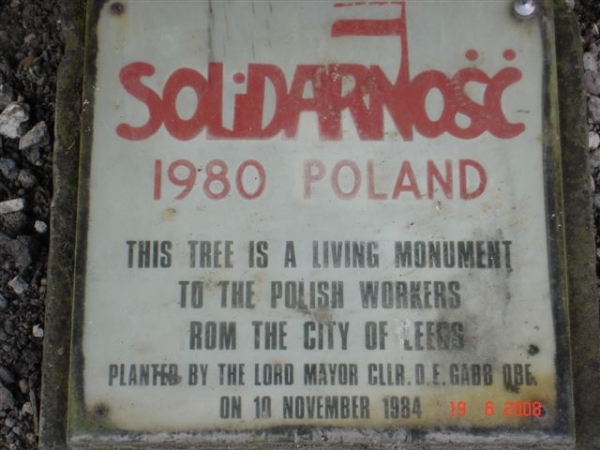 SOLiDARNOŚĆ
1980 POLAND
THIS TREE IS A LIVING MONUMENT
TO THE POLISH WORKERS
ROM THE CITY OF LEEDS
PLANTED BY THE LORD MAYOR CLLR. D.E. GABB OBE.
ON 10 NOVEMBER 1984
19 6 2008